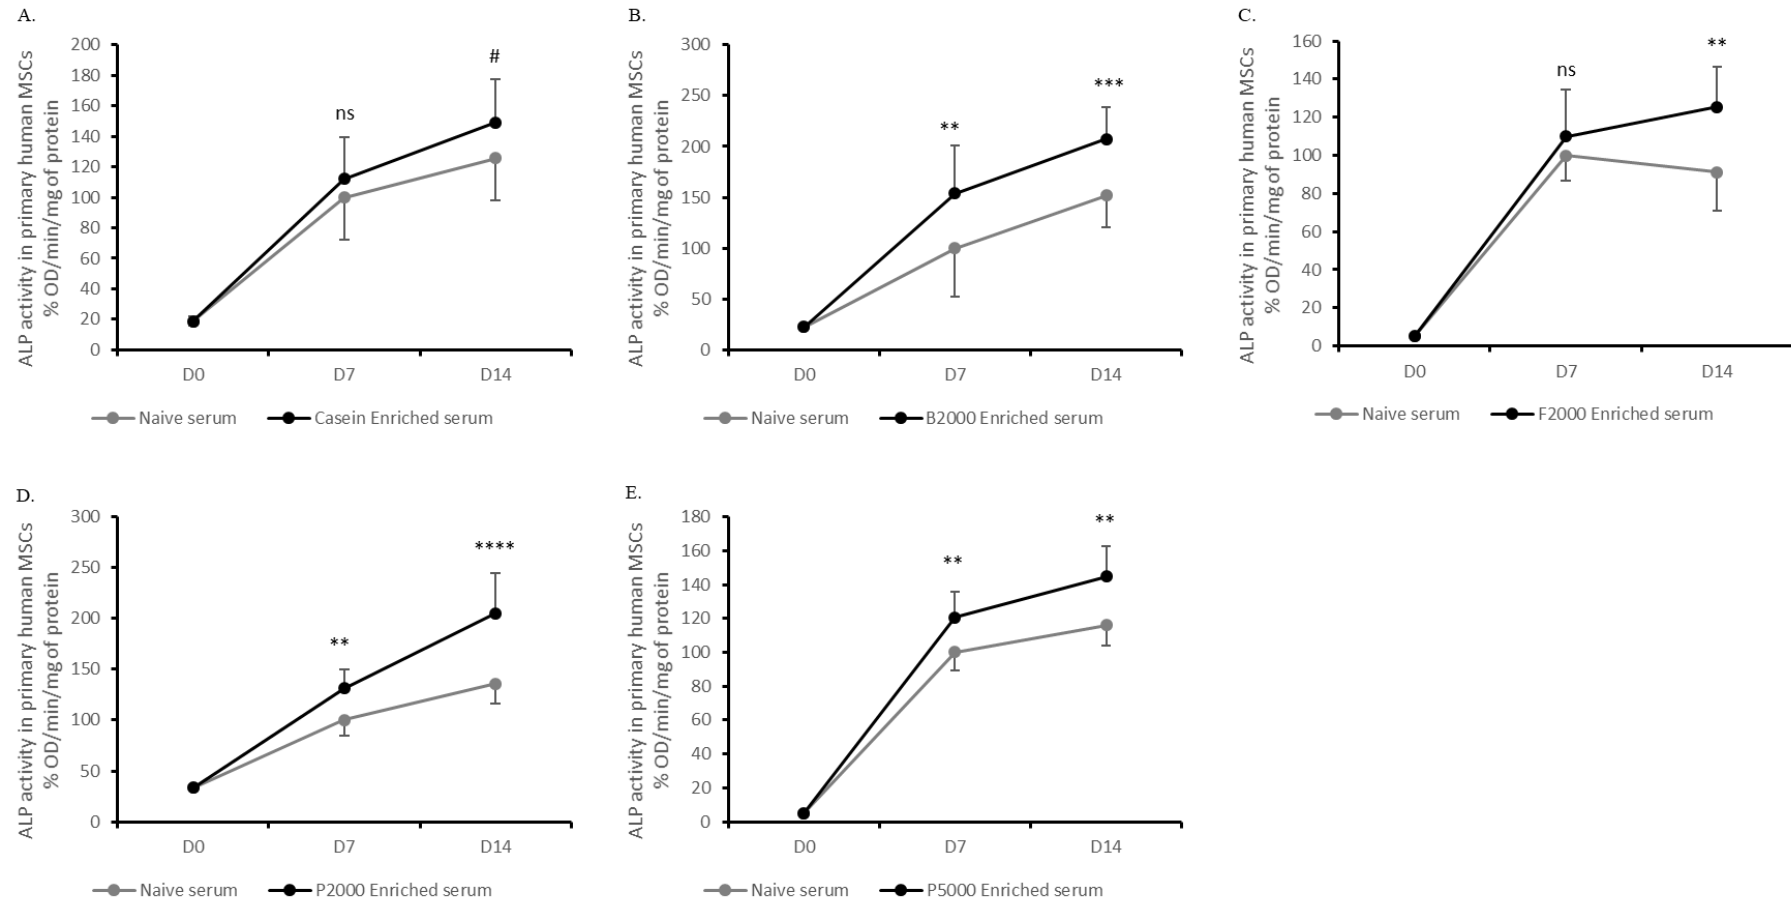 A.
ALP activity in primary human MSCs
% OD/min/mg of protein
200
180
160
140
120
100
80
60
40
20
0
ns
#
D0 D7 D14
Naive serum Casein Enriched serum
B.
ALP activity in primary human MSCs
% OD/min/mg of protein
300
250
200
150
100
50
0
**
***
D0 D7 D14
Naive serum B2000 Enriched serum
C.
ALP activity in primary human MSCs
% OD/min/mg of protein
160
140
120
100
80
60
40
20
0
ns
**
D0 D7 D14
Naive serum F2000 Enriched serum
D.
ALP activity in primary human MSCs
% OD/min/mg of protein
300
250
200
150
100
50
0
**
****
D0 D7 D14
Naive serum P2000 Enriched serum
E.
ALP activity in primary human MSCs
% OD/min/mg of protein
180
160
140
120
100
80
60
40
20
0
**
**
D0 D7 D14
Naive serum P5000 Enriched serum